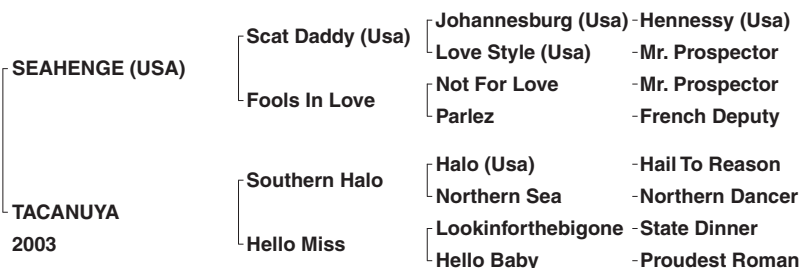 Johannesburg (Usa) - Hennessy (Usa)
Scat Daddy (Usa)
Love Style (Usa) - Mr. Prospector
SEAHENGE (USA)
Not For Love - Mr. Prospector
Fools In Love
Parlez - French Deputy
Halo (Usa) - Hail To Reason
Southern Halo
Northern Sea - Northern Dancer
TACANUYA
Lookinforthebigone - State Dinner
2003
Hello Miss
Hello Baby - Proudest Roman